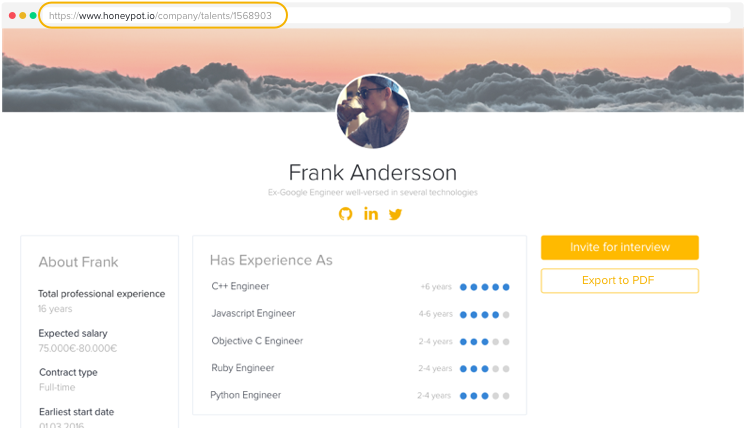 https://www.honeypot.io/company/talents/1568903
Frank Andersson
Ex-Google Engineer well-versed in several technologies
About Frank
Total professional experience
16 years
Expected salary
75.000€-80.000€
Contract type
Full-time
Earliest start date
01.03.2016
Has Experience As
C++ Engineer +6 years
Javascript Engineer 4-6 years
Objective C Engineer 2-4 years
Ruby Engineer 2-4 years
Python Engineer 2-4 years
Invite for interview
Export to PDF